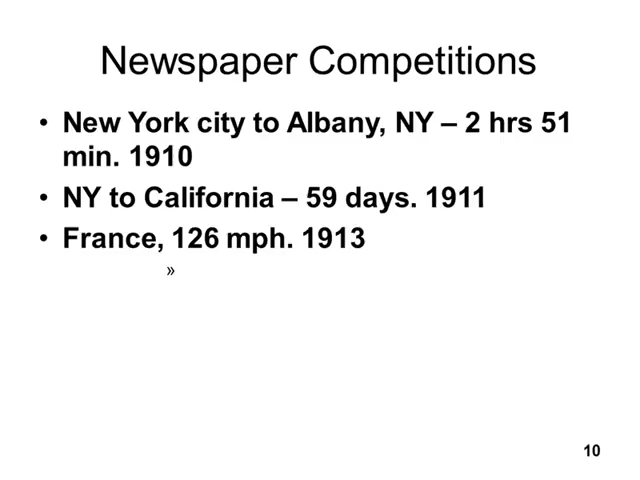 Newspaper Competitions
• New York city to Albany, NY – 2 hrs 51
min. 1910
• NY to California – 59 days. 1911
• France, 126 mph. 1913
»
10